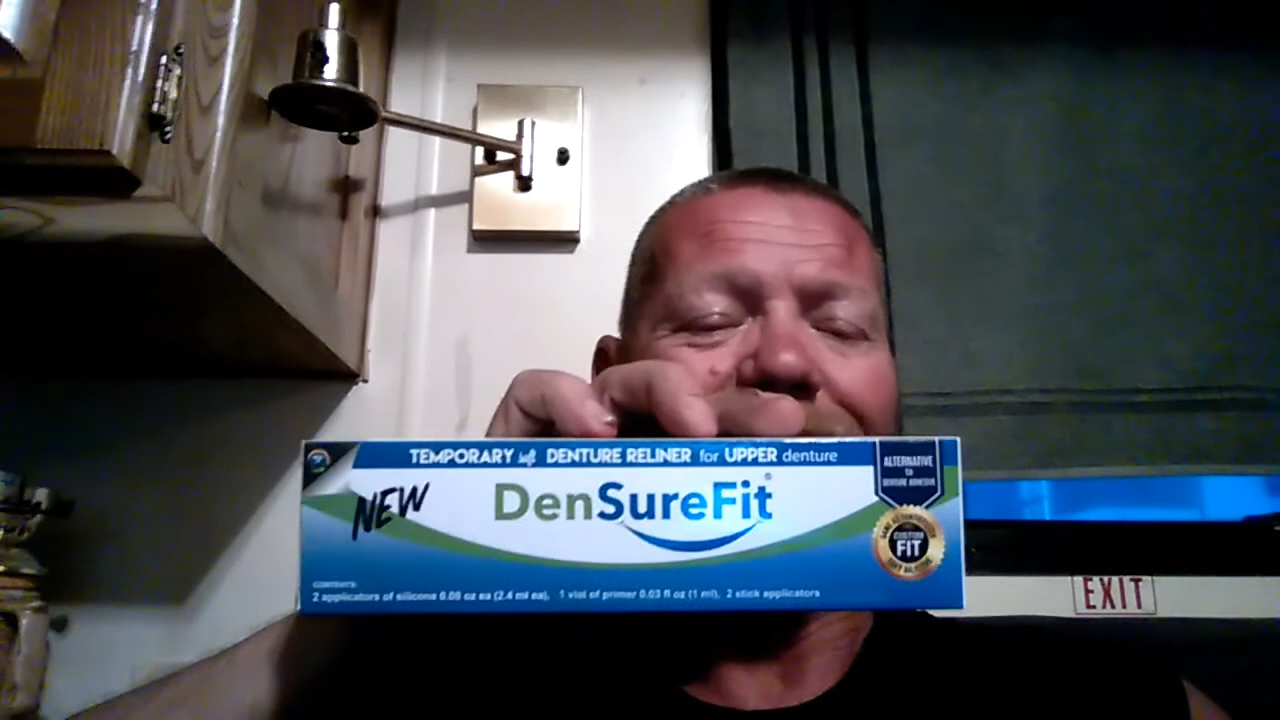 TEMPORARY soft DENTURE RELINER for UPPER denture
ALTERNATIVE
to
DENTURE ADHESIVE
NEW
DenSureFit®
CUSTOM
FIT
CONTENTS:
2 applicators of silicone 0.08 oz ea (2.4 ml ea), 1 vial of primer 0.03 fl oz (1 ml), 2 stick applicators
EXIT